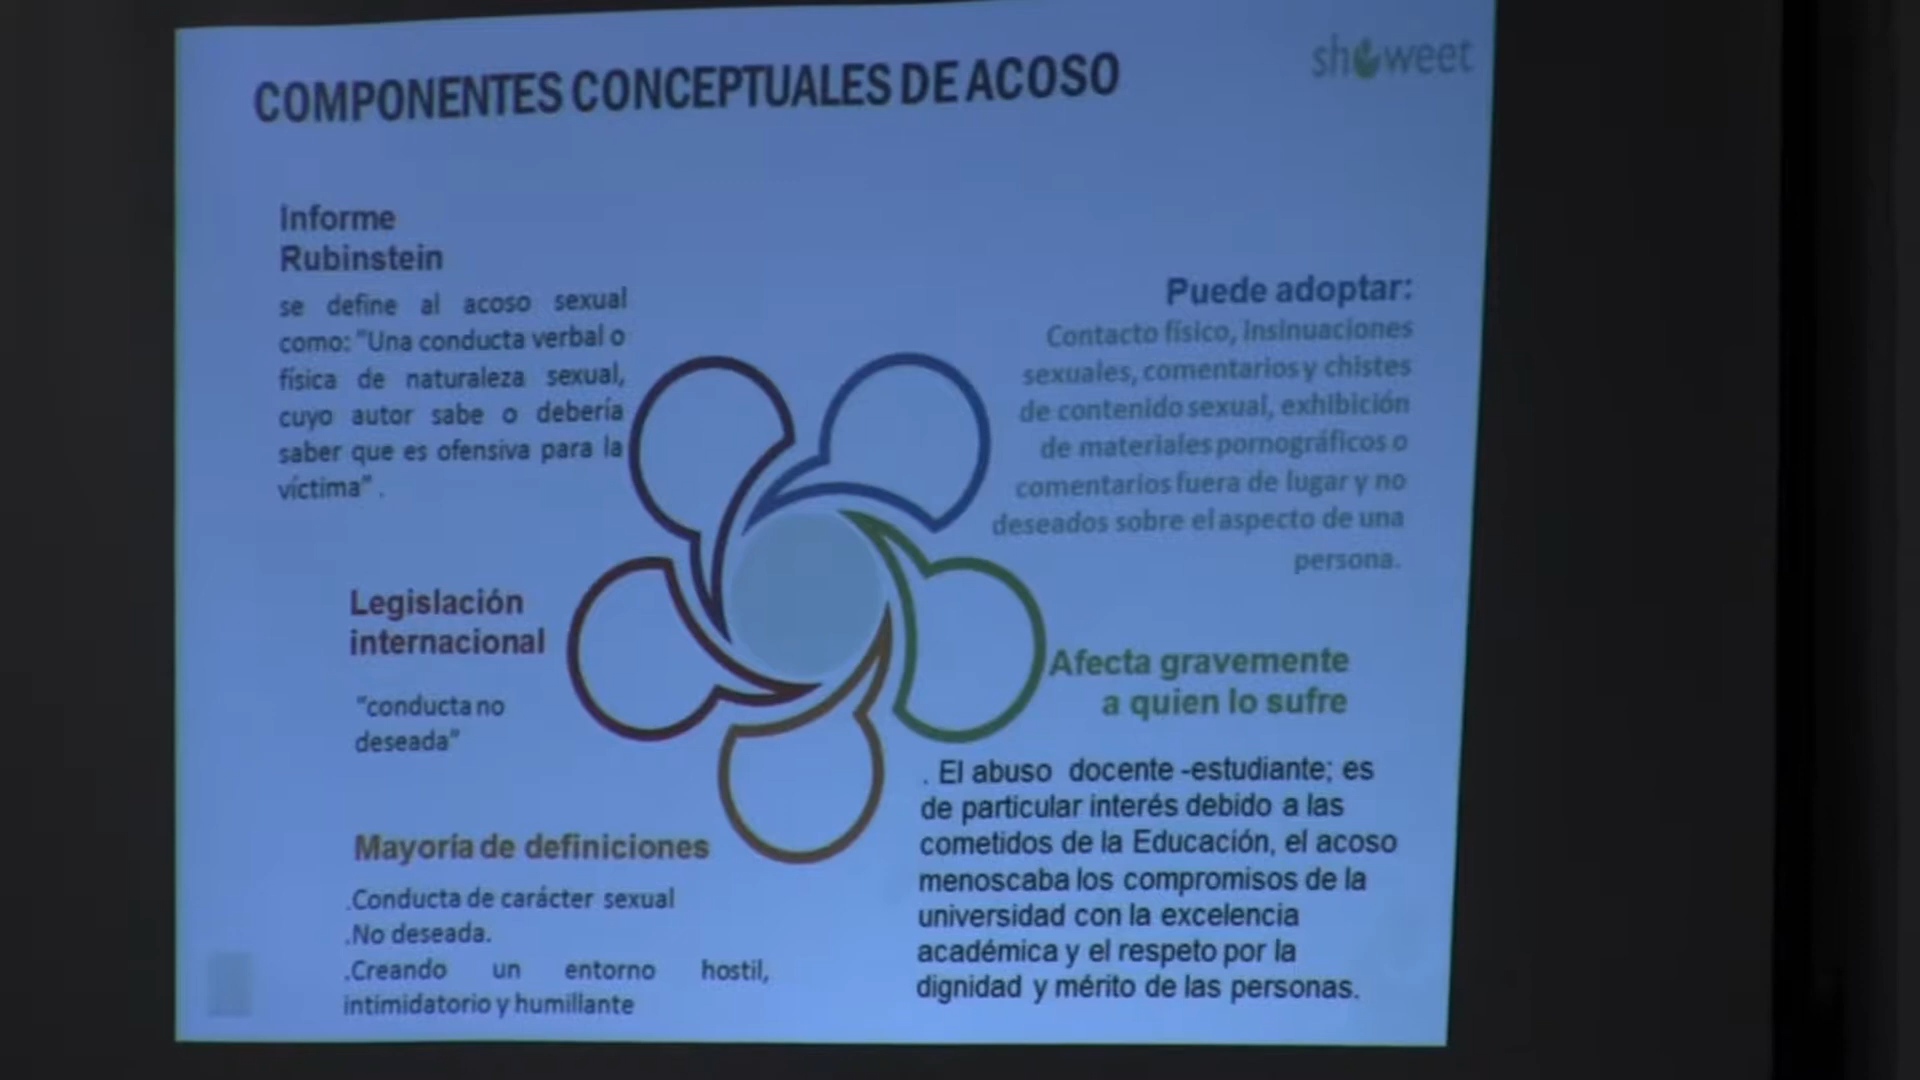 COMPONENTES CONCEPTUALES DE ACOSO
showeet
Informe
Rubinstein
se define al acoso sexual
como: "Una conducta verbal o
física de naturaleza sexual,
cuyo autor sabe o debería
saber que es ofensiva para la
víctima" .
Puede adoptar:
Contacto físico, insinuaciones
sexuales, comentarios y chistes
de contenido sexual, exhibición
de materiales pornográficos o
comentarios fuera de lugar y no
deseados sobre el aspecto de una
persona.
Legislación
internacional
"conducta no
deseada"
Afecta gravemente
a quien lo sufre
. El abuso docente -estudiante; es
de particular interés debido a las
cometidos de la Educación, el acoso
menoscaba los compromisos de la
universidad con la excelencia
académica y el respeto por la
dignidad y mérito de las personas.
Mayoría de definiciones
.Conducta de carácter sexual
.No deseada.
.Creando un entorno hostil,
intimidatorio y humillante